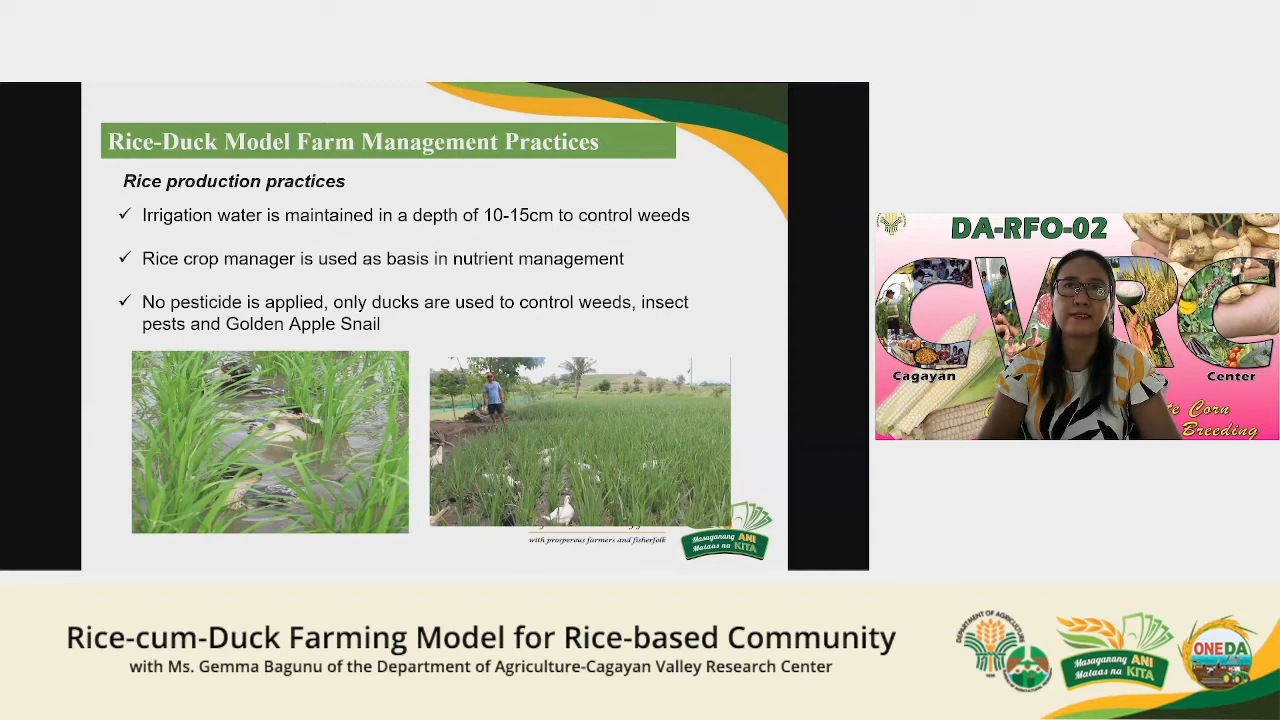 Rice-Duck Model Farm Management Practices
Rice production practices
✓ Irrigation water is maintained in a depth of 10-15cm to control weeds
✓ Rice crop manager is used as basis in nutrient management
✓ No pesticide is applied, only ducks are used to control weeds, insect
pests and Golden Apple Snail
with prosperous farmers and fisherfolk
Masaganang ANI
Mataas na KITA
DA-RFO-02
CVRC
Cagayan
Center
Corn
Breeding
Rice-cum-Duck Farming Model for Rice-based Community
with Ms. Gemma Bagunu of the Department of Agriculture-Cagayan Valley Research Center
DEPARTMENT OF AGRICULTURE
Masaganang ANI
Mataas na KITA
ONE DA